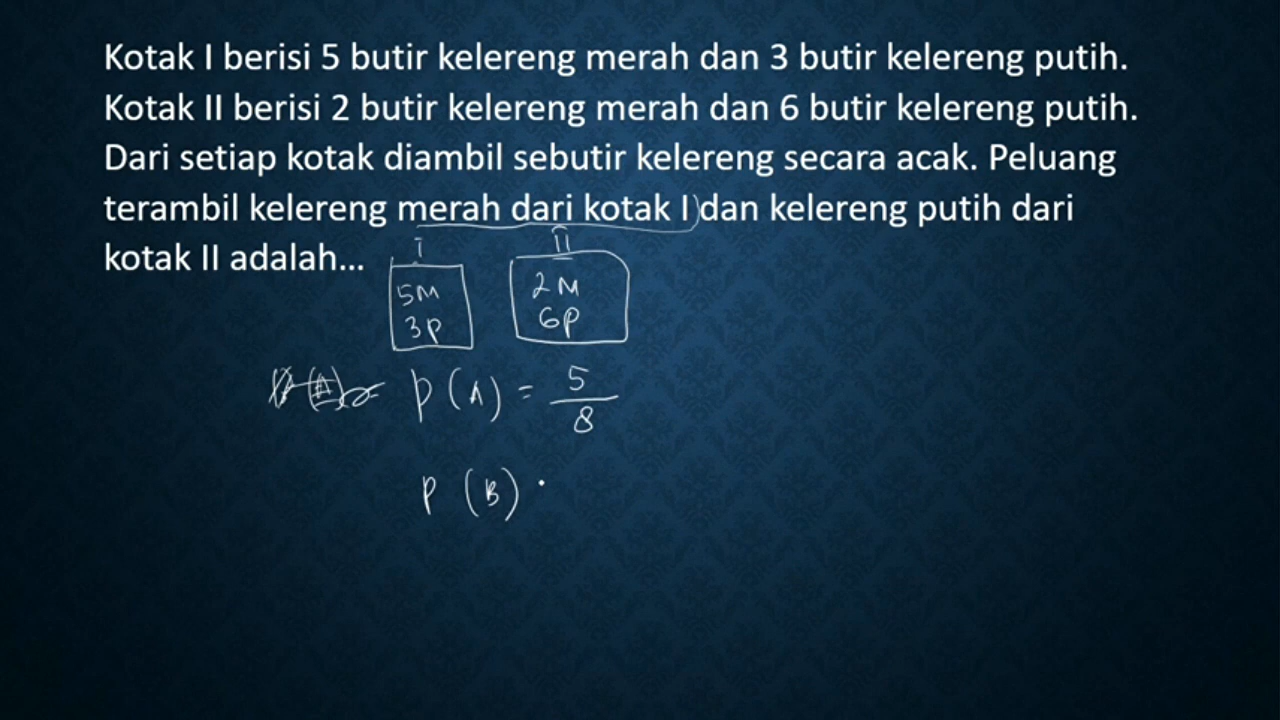 Kotak I berisi 5 butir kelereng merah dan 3 butir kelereng putih.
Kotak II berisi 2 butir kelereng merah dan 6 butir kelereng putih.
Dari setiap kotak diambil sebutir kelereng secara acak. Peluang
terambil kelereng merah dari kotak I dan kelereng putih dari
kotak II adalah...
I II
5M 2M
3P 6P
P(A) = 5/8
P(B)